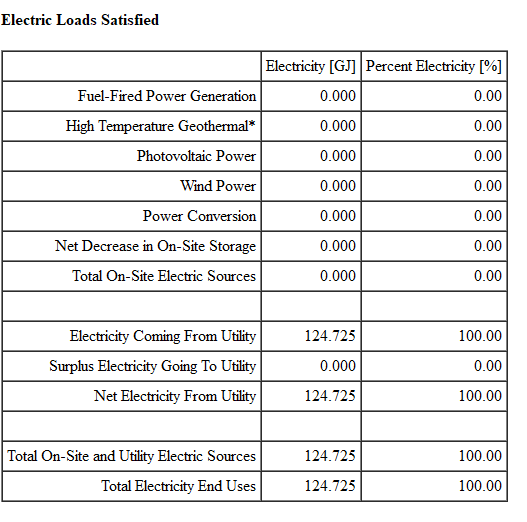 Electric Loads Satisfied
Electricity [GJ] Percent Electricity [%]
Fuel-Fired Power Generation 0.000 0.00
High Temperature Geothermal* 0.000 0.00
Photovoltaic Power 0.000 0.00
Wind Power 0.000 0.00
Power Conversion 0.000 0.00
Net Decrease in On-Site Storage 0.000 0.00
Total On-Site Electric Sources 0.000 0.00
Electricity Coming From Utility 124.725 100.00
Surplus Electricity Going To Utility 0.000 0.00
Net Electricity From Utility 124.725 100.00
Total On-Site and Utility Electric Sources 124.725 100.00
Total Electricity End Uses 124.725 100.00